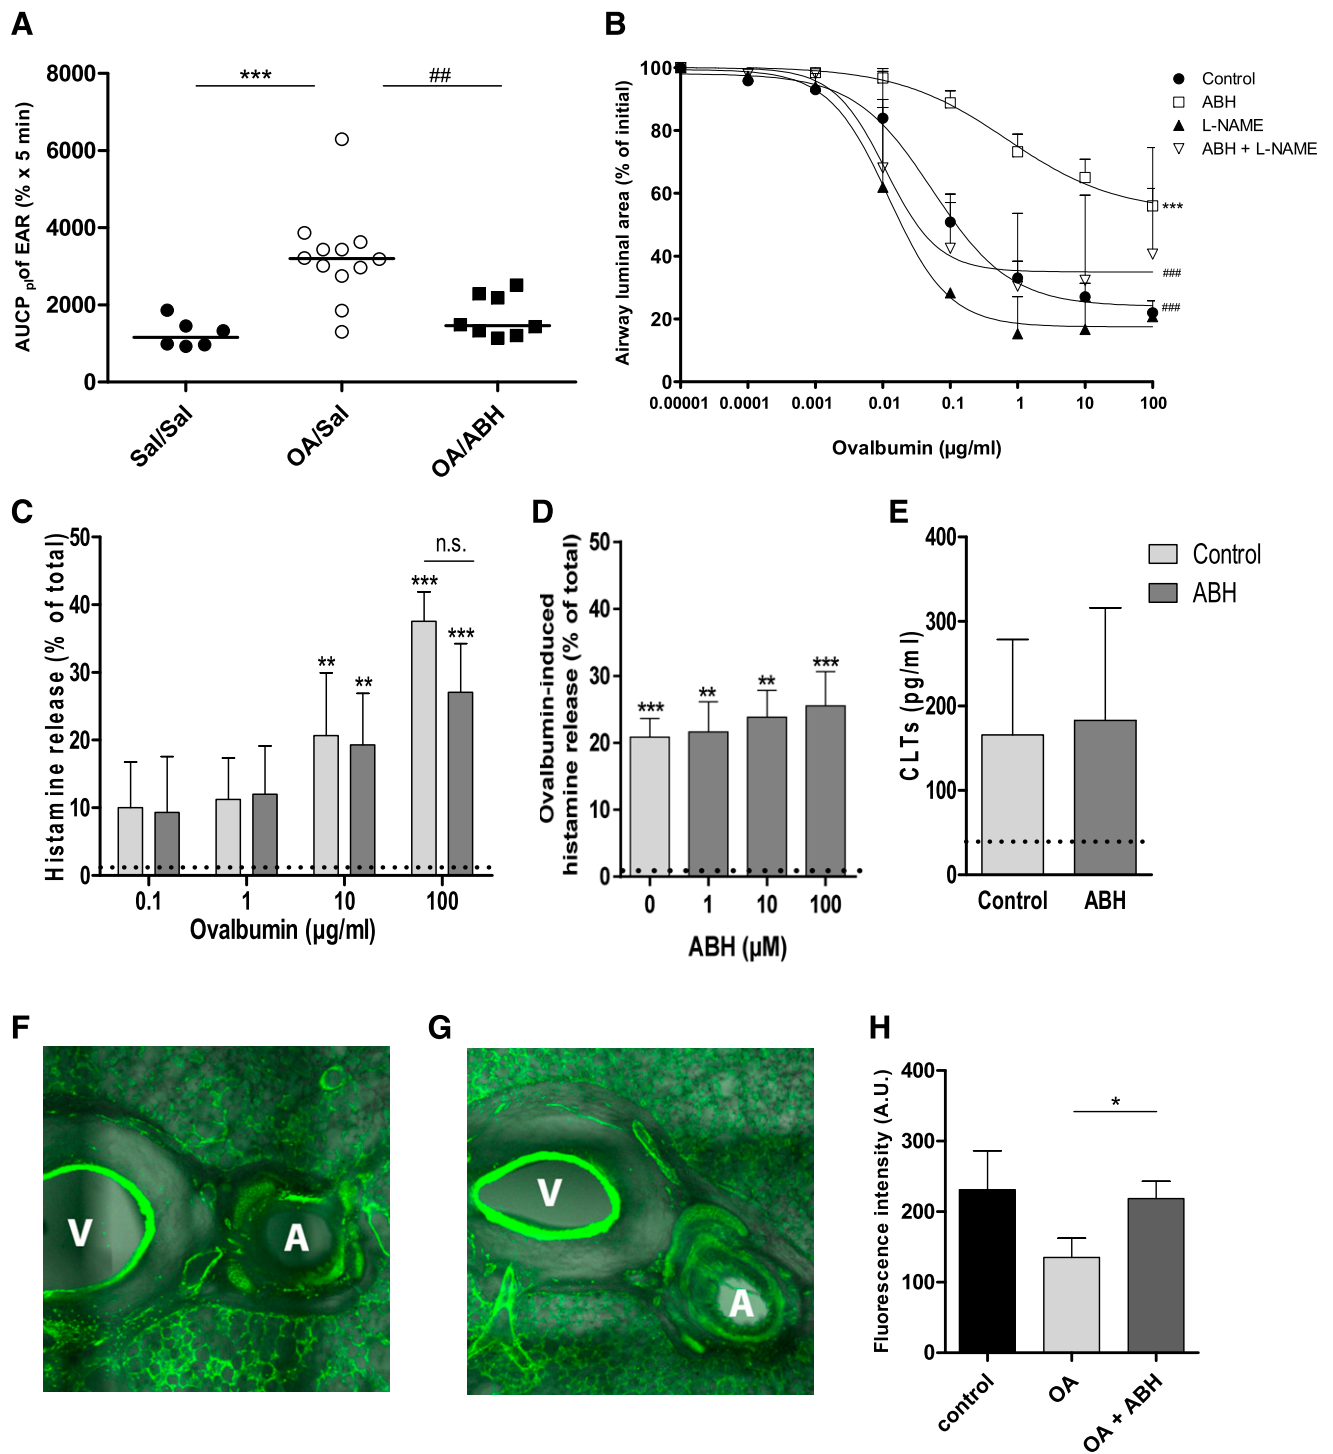 A
AUCP pl of EAR (% x 5 min)
8000
6000
4000
2000
0
***
##
Sal/Sal
OA/Sal
OA/ABH
B
Airway luminal area (% of initial)
100
80
60
40
20
0
0.00001 0.0001 0.001 0.01 0.1 1 10 100
Ovalbumin (µg/ml)
***
###
###
Control
ABH
L-NAME
ABH + L-NAME
C
Histamine release (% of total)
50
40
30
20
10
0
** ** *** ***
n.s.
0.1 1 10 100
Ovalbumin (µg/ml)
D
Ovalbumin-induced
histamine release (% of total)
50
40
30
20
10
0
*** ** ** ***
0 1 10 100
ABH (µM)
E
CLTs (pg/ml)
400
300
200
100
0
Control ABH
Control
ABH
F
V A
G
V
A
H
Fluorescence intensity (A.U.)
400
300
200
100
0
*
control
OA
OA + ABH